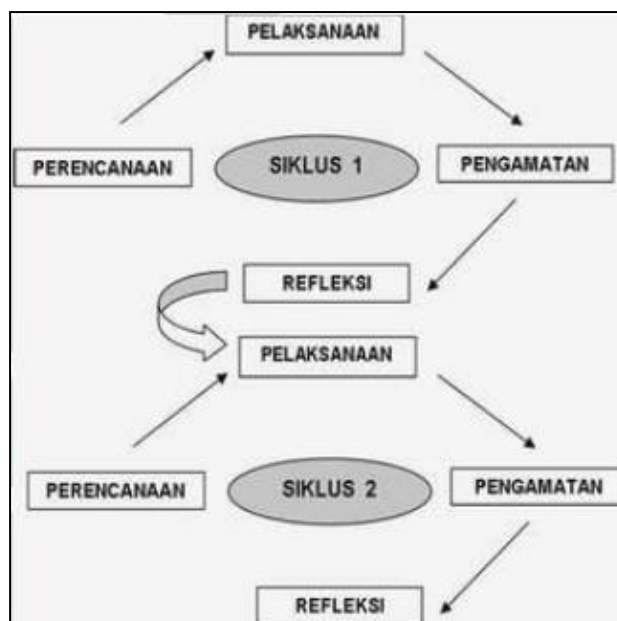 PELAKSANAAN
PERENCANAAN
SIKLUS 1
PENGAMATAN
REFLEKSI
PELAKSANAAN
PERENCANAAN
SIKLUS 2
PENGAMATAN
REFLEKSI